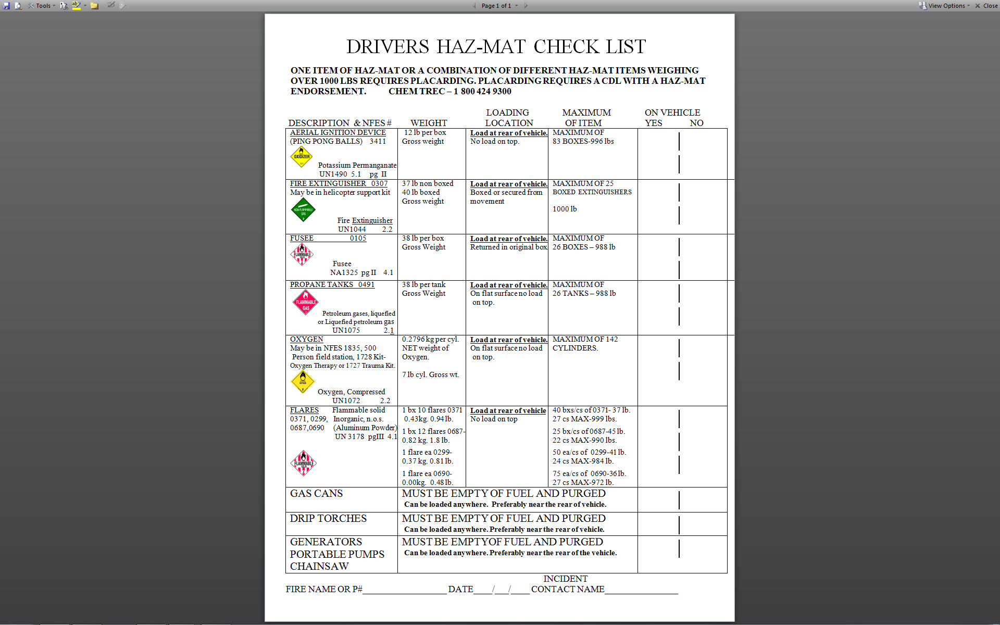 Tools
Page 1 of 1
View Options
Close
DRIVERS HAZ-MAT CHECK LIST
ONE ITEM OF HAZ-MAT OR A COMBINATION OF DIFFERENT HAZ-MAT ITEMS WEIGHING
OVER 1000 LBS REQUIRES PLACARDING. PLACARDING REQUIRES A CDL WITH A HAZ-MAT
ENDORSEMENT. CHEM TREC – 1 800 424 9300
LOADING MAXIMUM ON VEHICLE
DESCRIPTION & NFES # WEIGHT LOCATION OF ITEM YES NO
AERIAL IGNITION DEVICE
(PING PONG BALLS) 3411
OXIDIZER
5.1
Potassium Permanganate
UN1490 5.1 pg II
12 lb per box
Gross weight
Load at rear of vehicle.
No load on top.
MAXIMUM OF
83 BOXES-996 lbs
FIRE EXTINGUISHER 0307
May be in helicopter support kit
NON-FLAMMABLE
GAS
2
Fire Extinguisher
UN1044 2.2
37 lb non boxed
40 lb boxed
Gross weight
Load at rear of vehicle.
Boxed or secured from
movement
MAXIMUM OF 25
BOXED EXTINGUISHERS
1000 lb
FUSEE 0105
FLAMMABLE
SOLID
4
Fusee
NA1325 pg II 4.1
38 lb per box
Gross Weight
Load at rear of vehicle.
Returned in original box.
MAXIMUM OF
26 BOXES – 988 lb
PROPANE TANKS 0491
FLAMMABLE
GAS
Petroleum gases, liquefied
or Liquefied petroleum gas
UN1075 2.1
38 lb per tank
Gross Weight
Load at rear of vehicle.
On flat surface no load
on top.
MAXIMUM OF
26 TANKS – 988 lb
OXYGEN
May be in NFES 1835, 500
Person field station, 1728 Kit-
Oxygen Therapy or 1727 Trauma Kit.
OXYGEN
2
Oxygen, Compressed
UN1072 2.2
0.2796 kg per cyl.
NET weight of
Oxygen.
7 lb cyl. Gross wt.
Load at rear of vehicle.
On flat surface no load
on top.
MAXIMUM OF 142
CYLINDERS.
FLARES Flammable solid
0371, 0299, Inorganic, n.o.s.
0687,0690 (Aluminum Powder)
UN 3178 pgIII 4.1
FLAMMABLE
SOLID
4
1 bx 10 flares 0371
0.43kg. 0.94 lb.
1 bx 12 flares 0687-
0.82 kg. 1.8 lb.
1 flare ea 0299-
0.37 kg. 0.81 lb.
1 flare ea 0690-
0.00kg. 0.48 lb.
Load at rear of vehicle
No load on top
40 bxs/cs of 0371- 37 lb.
27 cs MAX-999 lbs.
25 bx/cs of 0687-45 lb.
22 cs MAX-990 lbs.
50 ea/cs of 0299-41 lb.
24 cs MAX-984 lb.
75 ea/cs of 0690-36 lb.
27 cs MAX-972 lb.
GAS CANS
MUST BE EMPTY OF FUEL AND PURGED
Can be loaded anywhere. Preferably near the rear of vehicle.
DRIP TORCHES
MUST BE EMPTY OF FUEL AND PURGED
Can be loaded anywhere. Preferably near the rear of vehicle.
GENERATORS
PORTABLE PUMPS
CHAINSAW
MUST BE EMPTYOF FUEL AND PURGED
Can be loaded anywhere. Preferably near the rear of the vehicle.
INCIDENT
FIRE NAME OR P#__________________ DATE____/___/____ CONTACT NAME________________